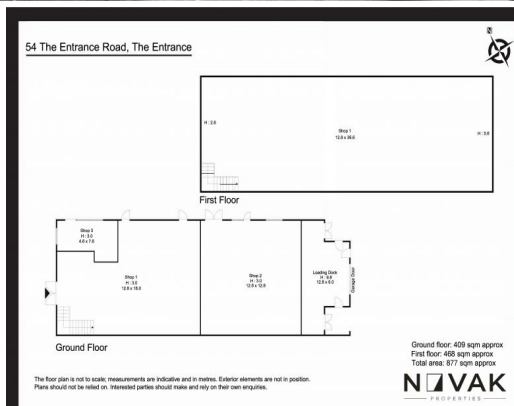 54 The Entrance Road, The Entrance
N
H : 2.6
Shop 1
12.8 x 36.6
H : 3.6
First Floor
Shop 3
H : 3.0
4.8 x 7.6
Shop 1
H : 3.0
12.8 x 18.0
Shop 2
H : 3.0
12.8 x 12.8
Loading Dock
12.8 x 6.0
Garage Door
Ground Floor
Ground floor: 409 sqm approx
First floor: 468 sqm approx
Total area: 877 sqm approx
The floor plan is not to scale; measurements are indicative and in metres. Exterior elements are not in position.
Plans should not be relied on. Interested parties should make and rely on their own enquiries.
NOVAK
PROPERTIES